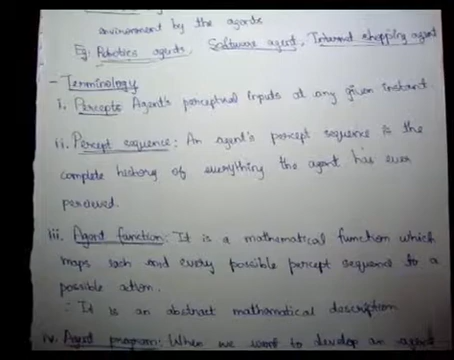 environment by the agents
Eg: Robotics agents, Software agent, Internet shopping agent
- Terminology
i. Percepts Agent's perceptual inputs at any given instant
ii. Percept sequence: An agent's percept sequence is the
complete history of everything the agent has ever
perceived.
iii. Agent function: It is a mathematical function which
maps each and every possible percept sequence to a
possible action.
- It is an abstract mathematical description
iv. Agent program: When we want to develop an agent